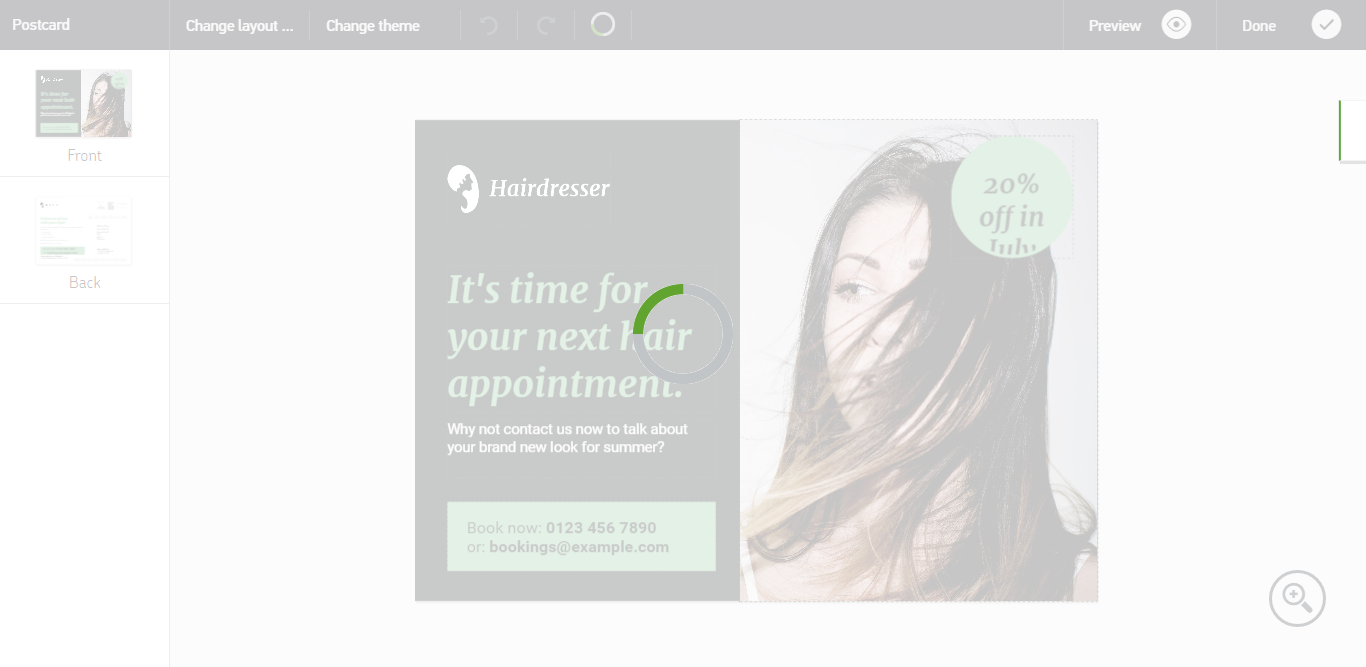 Postcard
Change layout ...
Change theme
Preview
Done
Front
Back
Hairdresser
It's time for
your next hair
appointment.
Why not contact us now to talk about
your brand new look for summer?
Book now: 0123 456 7890
or: bookings@example.com
20%
off in
July